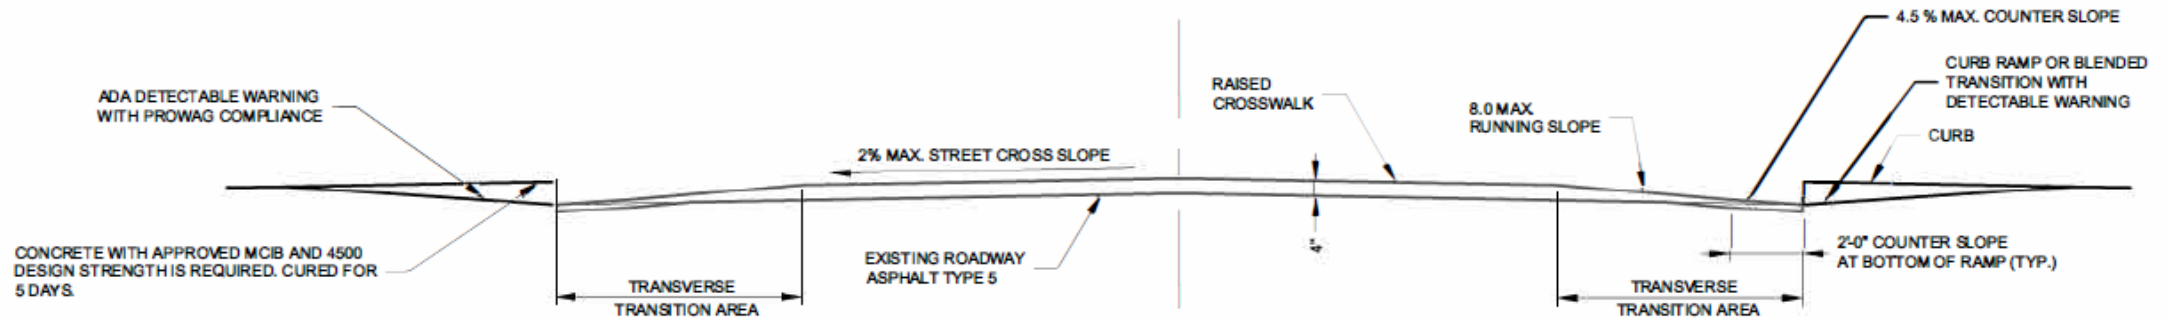 4.5 % MAX. COUNTER SLOPE
ADA DETECTABLE WARNING
WITH PROWAG COMPLIANCE
RAISED
CROSSWALK
8.0 MAX.
RUNNING SLOPE
CURB RAMP OR BLENDED
TRANSITION WITH
DETECTABLE WARNING
CURB
2% MAX. STREET CROSS SLOPE
CONCRETE WITH APPROVED MCIB AND 4500
DESIGN STRENGTH IS REQUIRED. CURED FOR
5 DAYS.
EXISTING ROADWAY
ASPHALT TYPE 5
4"
2'-0" COUNTER SLOPE
AT BOTTOM OF RAMP (TYP.)
TRANSVERSE
TRANSITION AREA
TRANSVERSE
TRANSITION AREA